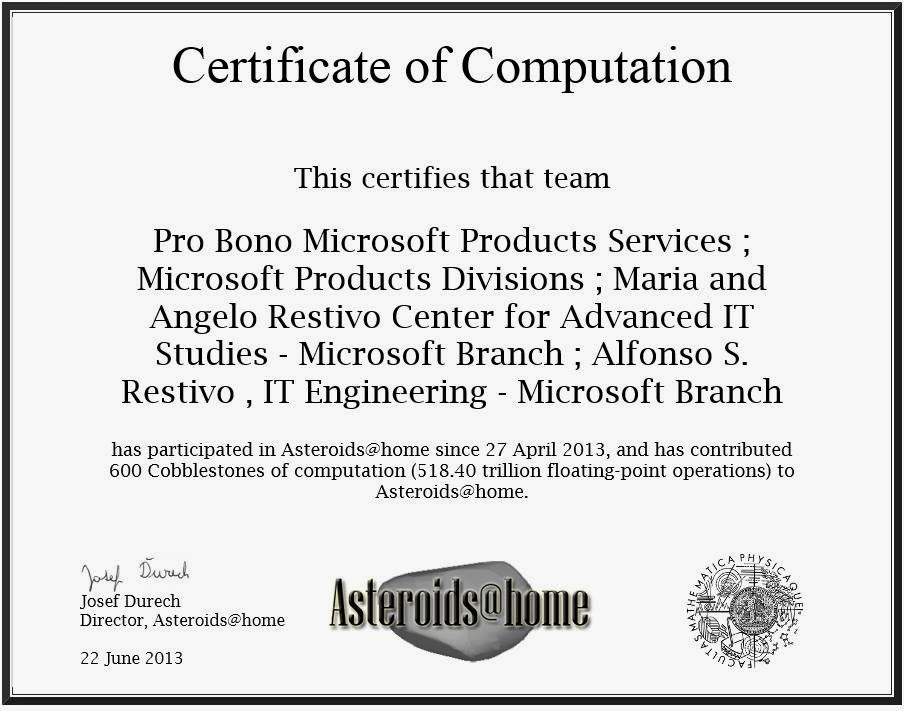 Certificate of Computation
This certifies that team
Pro Bono Microsoft Products Services ;
Microsoft Products Divisions ; Maria and
Angelo Restivo Center for Advanced IT
Studies - Microsoft Branch ; Alfonso S.
Restivo , IT Engineering - Microsoft Branch
has participated in Asteroids@home since 27 April 2013, and has contributed
600 Cobblestones of computation (518.40 trillion floating-point operations) to
Asteroids@home.
Josef Ďurech
Josef Durech
Director, Asteroids@home
22 June 2013
Asteroids@home
FACULTAS MATHEMATICA PHYSICAQUE